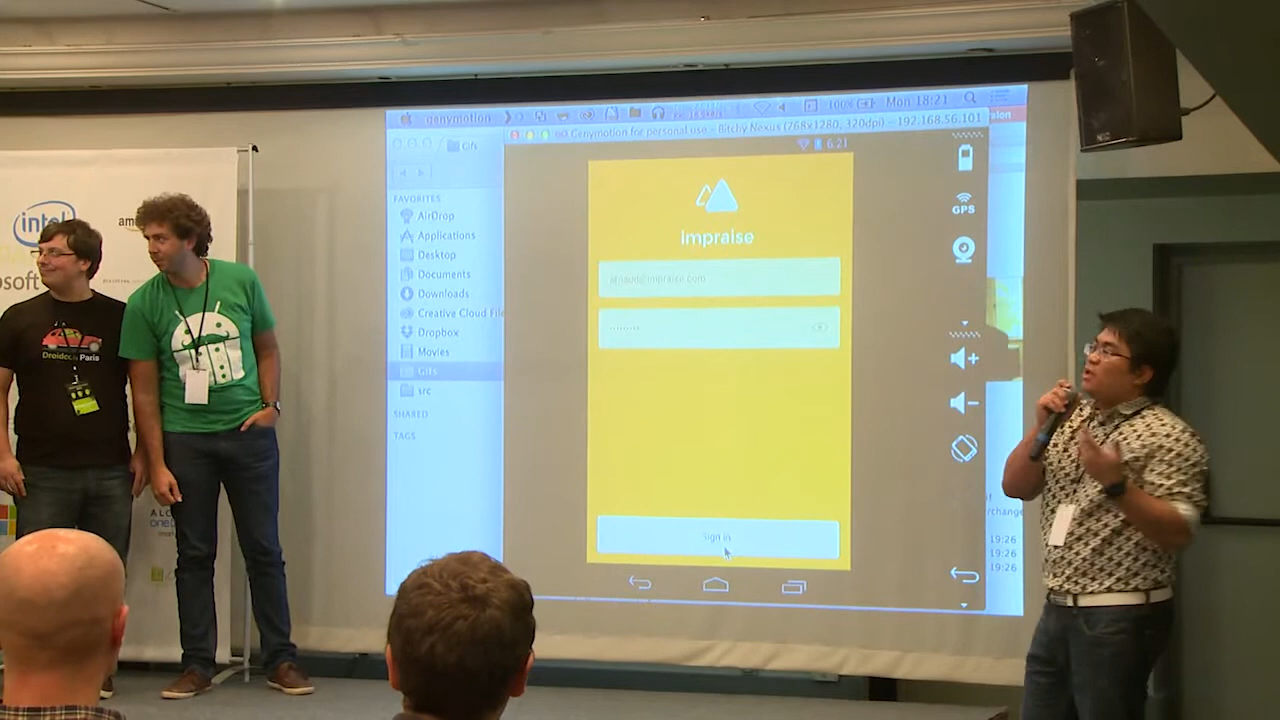 intel
Droidcon Paris
genymotion
100%
Mon 18:21
Genymotion for personal use - Bitchy Nexus (768x1280, 320dpi) - 192.168.56.101
Gifs
FAVORITES
AirDrop
Applications
Desktop
Documents
Downloads
Creative Cloud File
Dropbox
Movies
Gifs
src
SHARED
TAGS
6:21
impraise
Sign in
GPS
19:26
19:26
19:26